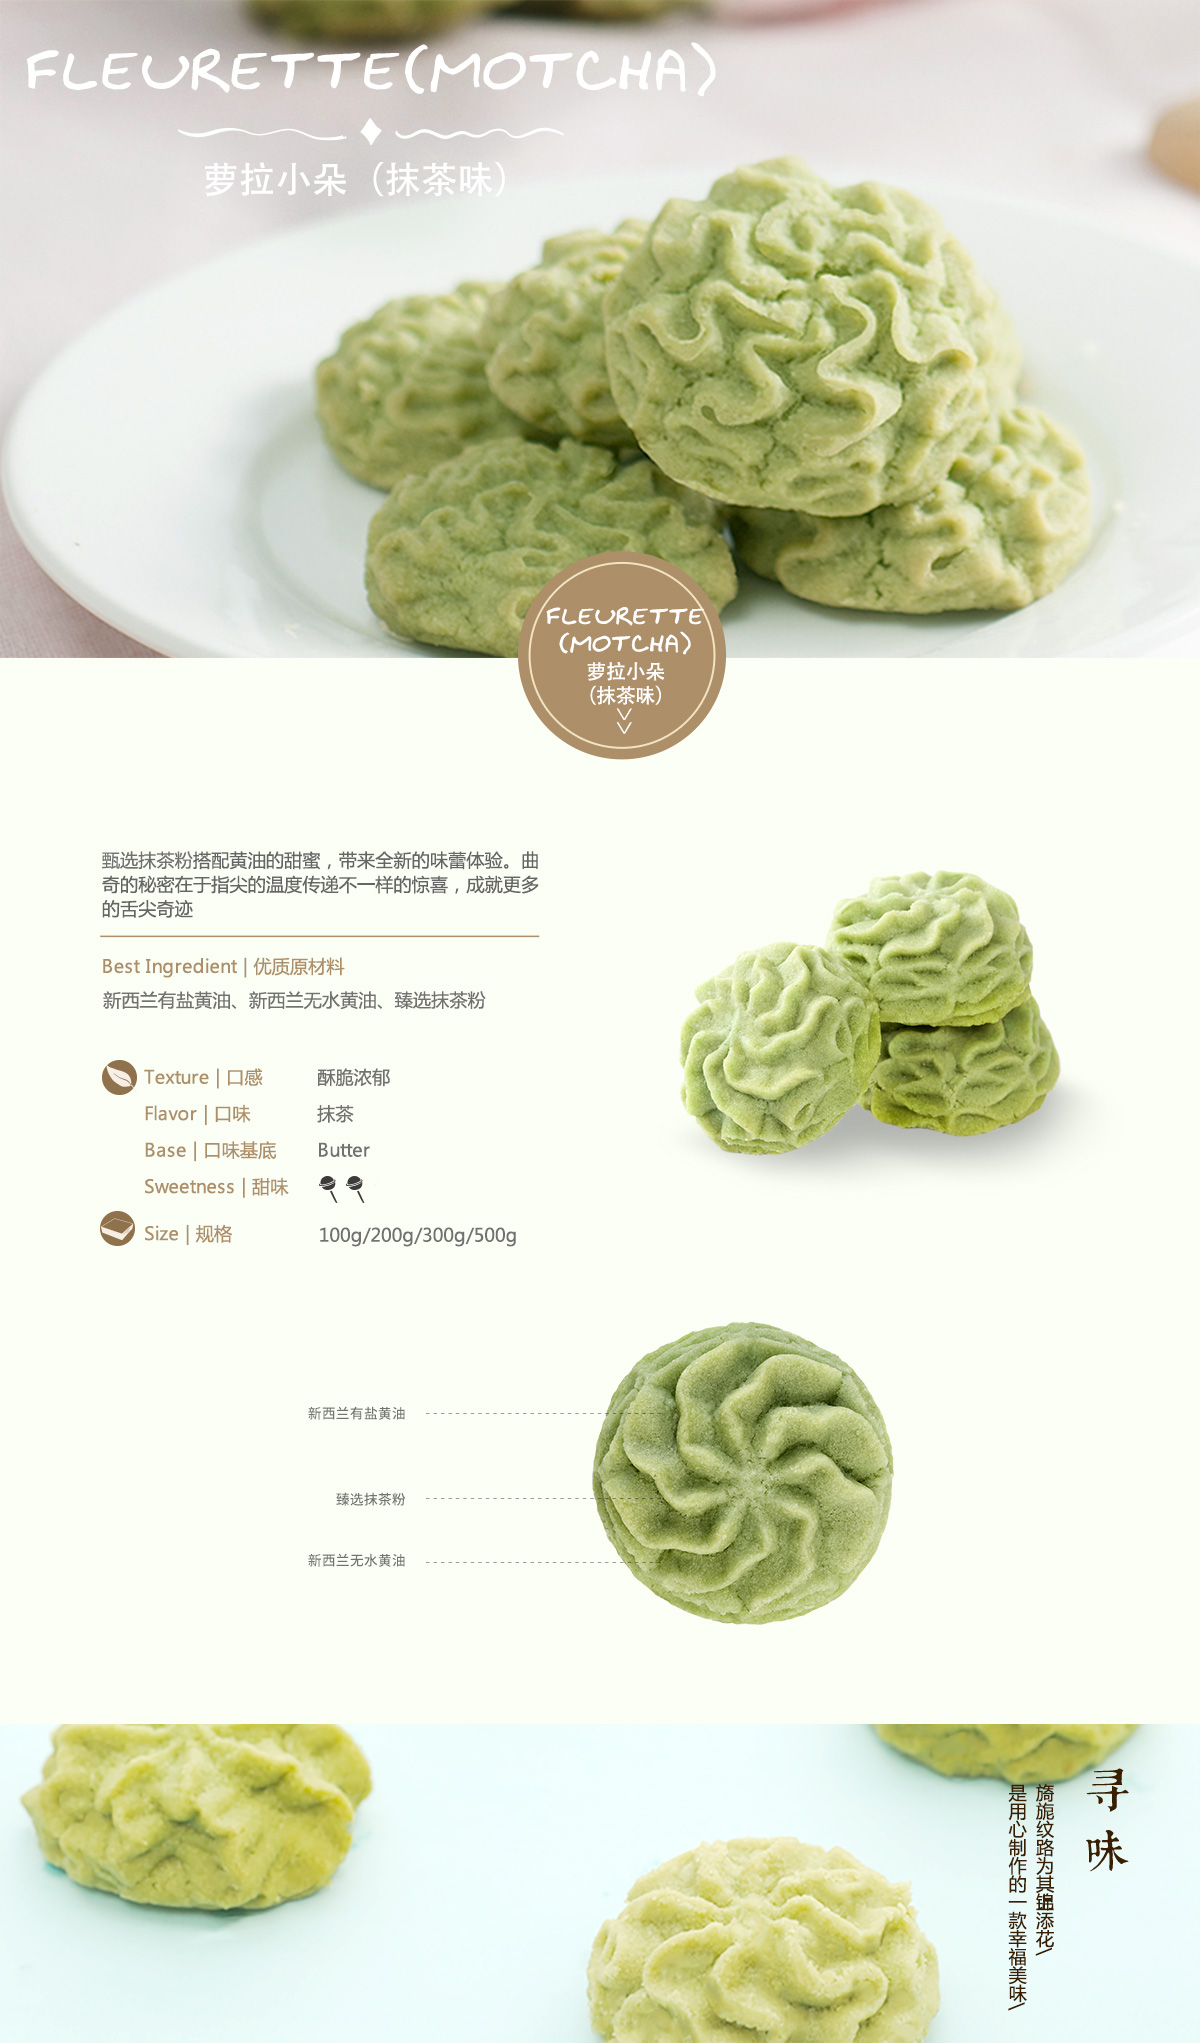 FLEURETTE(MOTCHA)
萝拉小朵（抹茶味）
FLEURETTE
(MOTCHA)
萝拉小朵
（抹茶味）
甄选抹茶粉搭配黄油的甜蜜，带来全新的味蕾体验。曲
奇的秘密在于指尖的温度传递不一样的惊喜，成就更多
的舌尖奇迹
Best Ingredient | 优质原材料
新西兰有盐黄油、新西兰无水黄油、臻选抹茶粉
Texture | 口感 酥脆浓郁
Flavor | 口味 抹茶
Base | 口味基底 Butter
Sweetness | 甜味
Size | 规格 100g/200g/300g/500g
新西兰有盐黄油
臻选抹茶粉
新西兰无水黄油
寻味
旖旎纹路为其锦上添花/
是用心制作的一款幸福美味/